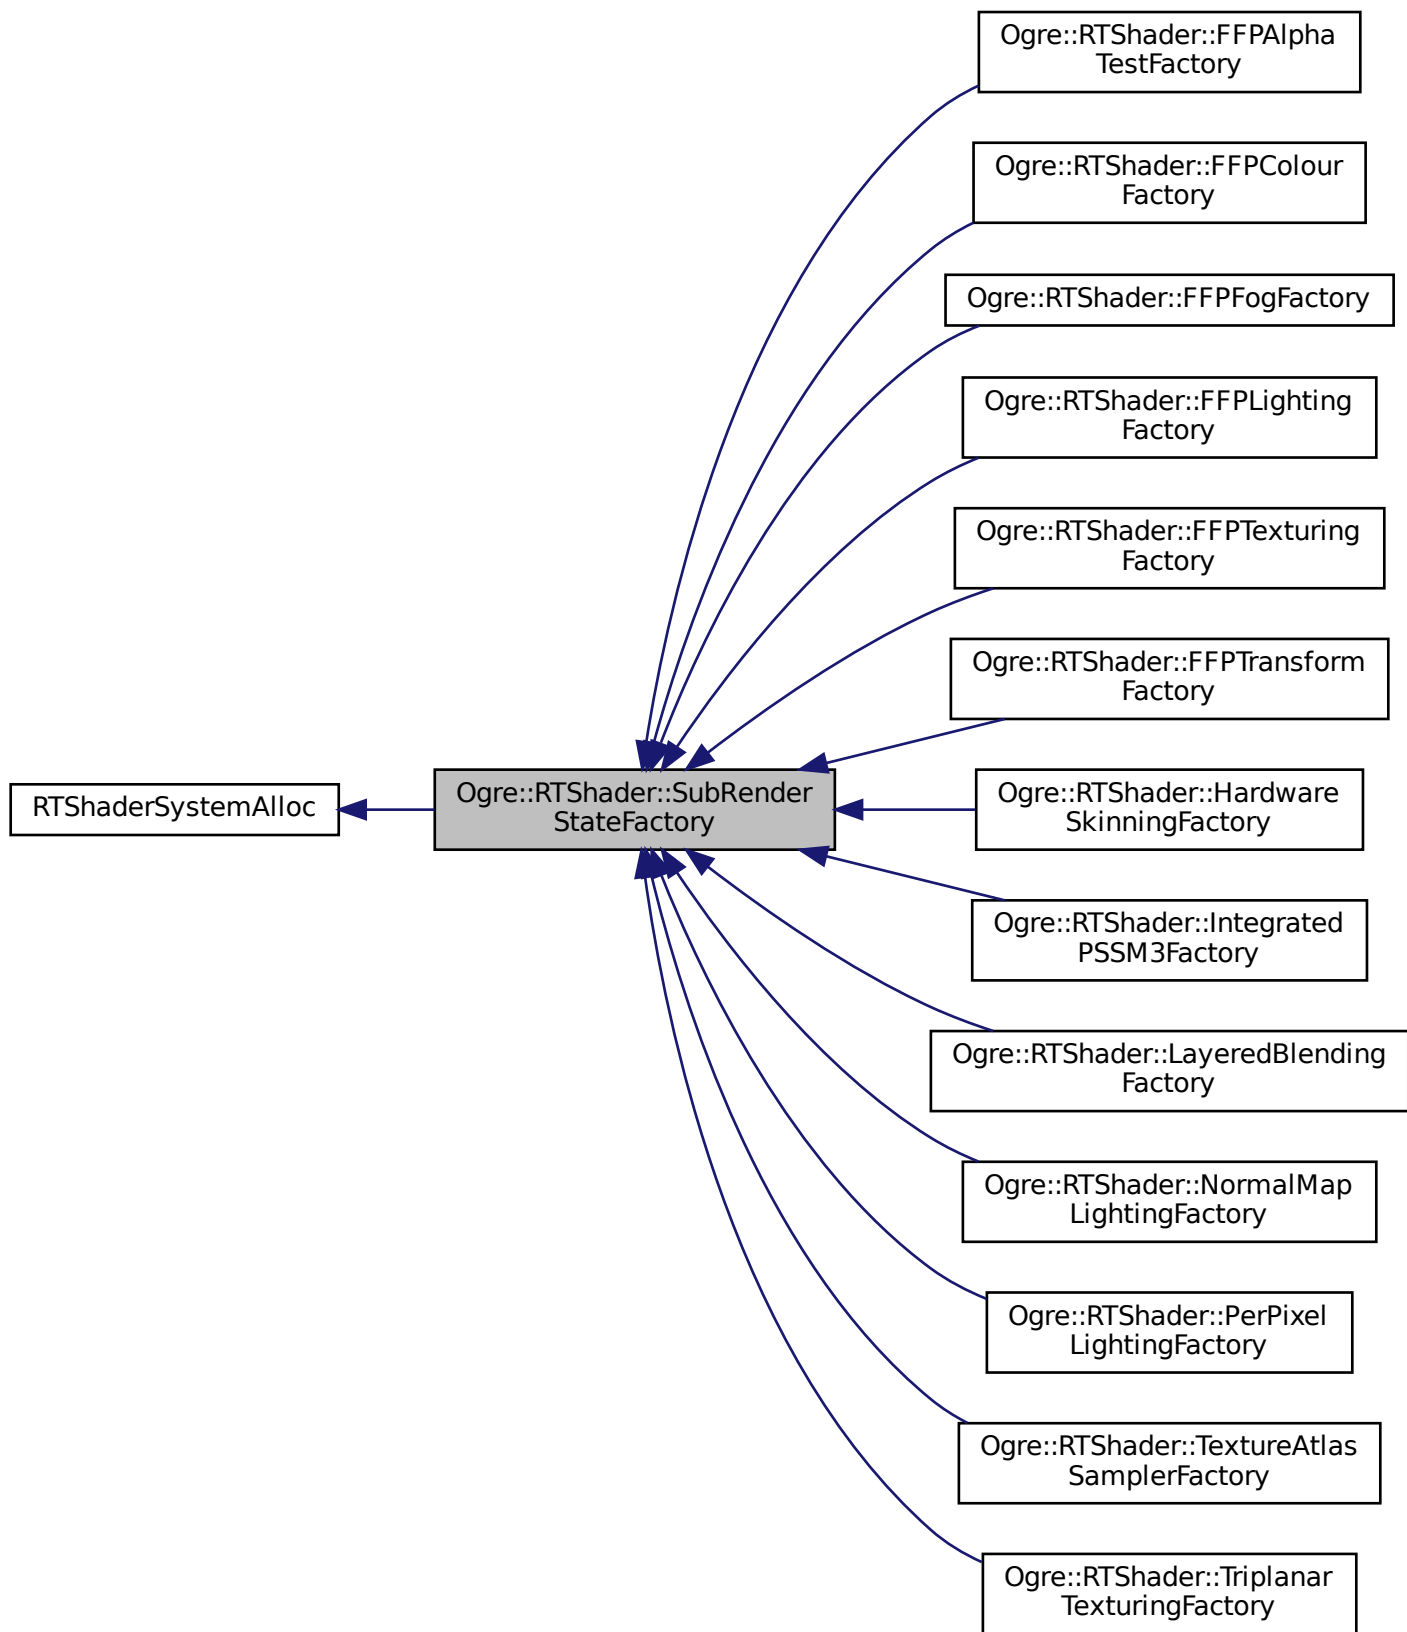 Ogre::RTShader::FFPAlpha
TestFactory
Ogre::RTShader::FFPColour
Factory
Ogre::RTShader::FFPFogFactory
Ogre::RTShader::FFPLighting
Factory
Ogre::RTShader::FFPTexturing
Factory
Ogre::RTShader::FFPTransform
Factory
RTShaderSystemAlloc
Ogre::RTShader::SubRender
StateFactory
Ogre::RTShader::Hardware
SkinningFactory
Ogre::RTShader::Integrated
PSSM3Factory
Ogre::RTShader::LayeredBlending
Factory
Ogre::RTShader::NormalMap
LightingFactory
Ogre::RTShader::PerPixel
LightingFactory
Ogre::RTShader::TextureAtlas
SamplerFactory
Ogre::RTShader::Triplanar
TexturingFactory